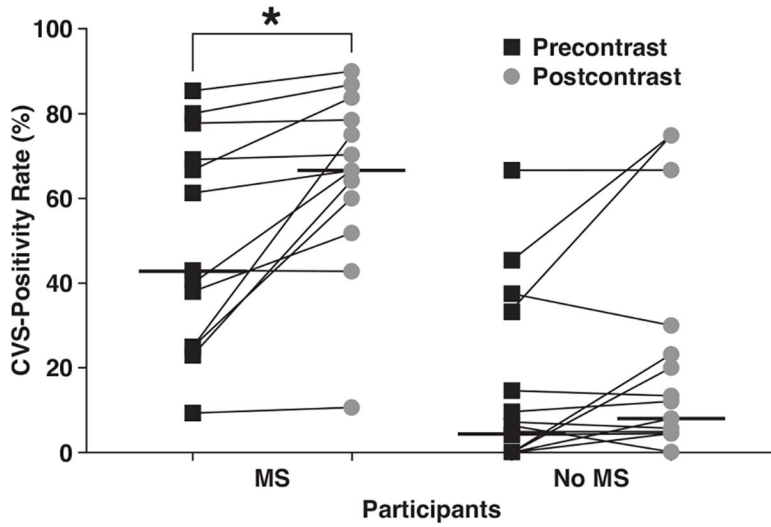 *
100
80
60
40
20
0
CVS-Positivity Rate (%)
Precontrast
Postcontrast
MS
No MS
Participants